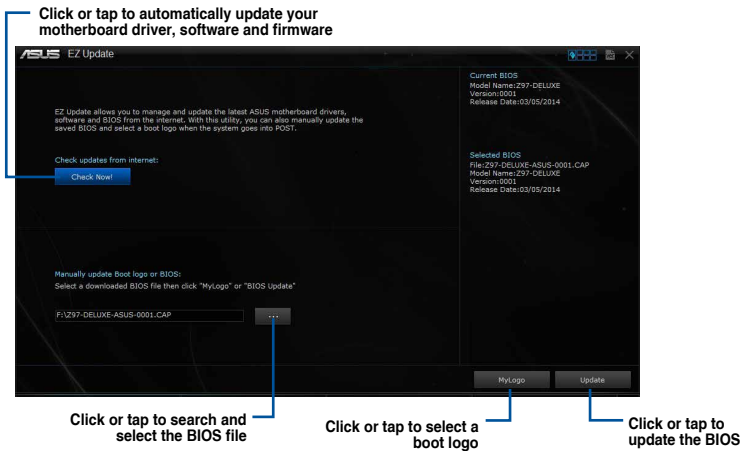 Click or tap to automatically update your
motherboard driver, software and firmware
ASUS EZ Update
EZ Update allows you to manage and update the latest ASUS motherboard drivers,
software and BIOS from the internet. With this utility, you can also manually update the
saved BIOS and select a boot logo when the system goes into POST.
Check updates from internet:
Check Now!
Manually update Boot logo or BIOS:
Select a downloaded BIOS file then click "MyLogo" or "BIOS Update"
F:\Z97-DELUXE-ASUS-0001.CAP
...
Current BIOS
Model Name:Z97-DELUXE
Version:0001
Release Date:03/05/2014
Selected BIOS
File:Z97-DELUXE-ASUS-0001.CAP
Model Name:Z97-DELUXE
Version:0001
Release Date:03/05/2014
MyLogo
Update
Click or tap to search and
select the BIOS file
Click or tap to select a
boot logo
Click or tap to
update the BIOS